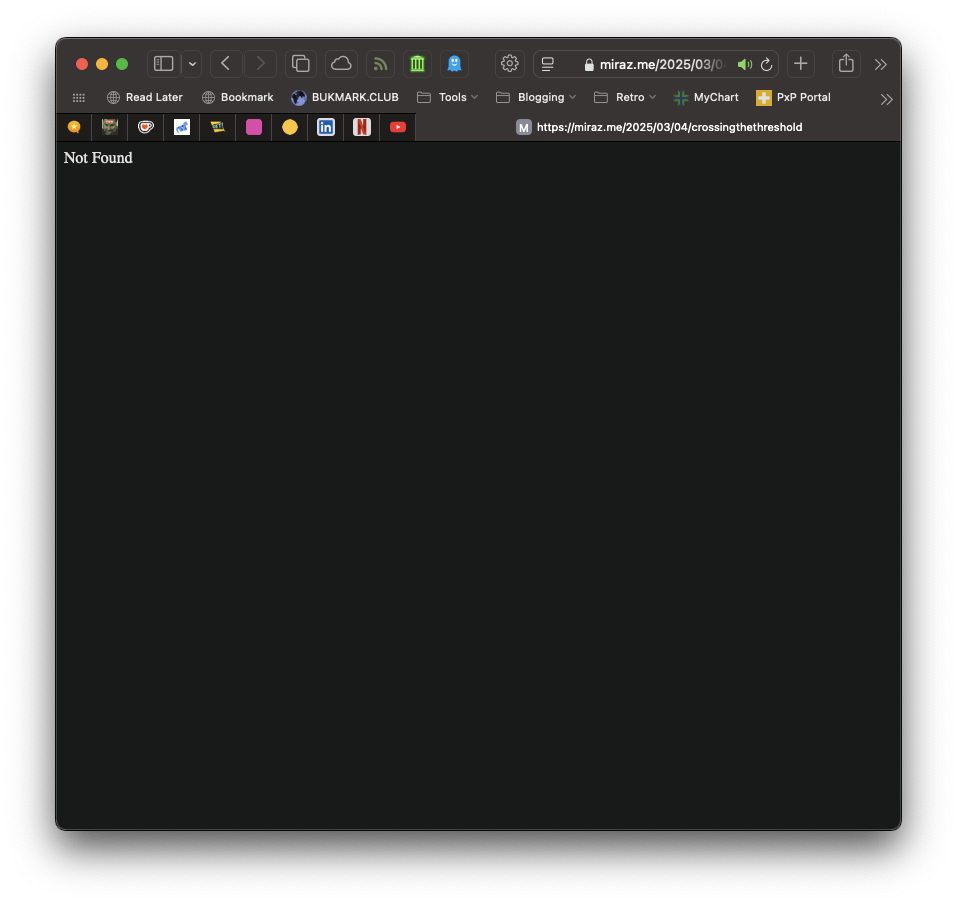 miraz.me/2025/03/0
Read Later Bookmark BUKMARK.CLUB Tools Blogging Retro MyChart PxP Portal
M https://miraz.me/2025/03/04/crossingthethreshold
Not Found